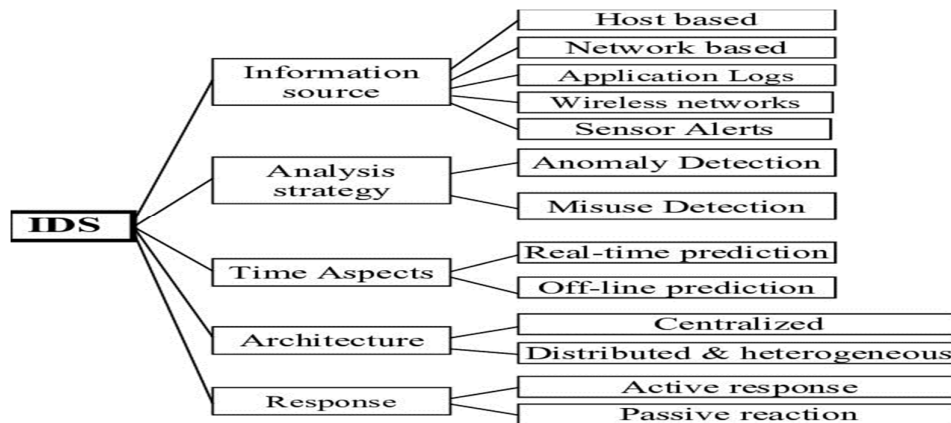 Host based
Network based
Information
source
Application Logs
Wireless networks
Sensor Alerts
Analysis
strategy
Anomaly Detection
Misuse Detection
IDS
Time Aspects
Real-time prediction
Off-line prediction
Architecture
Centralized
Distributed & heterogeneous
Response
Active response
Passive reaction